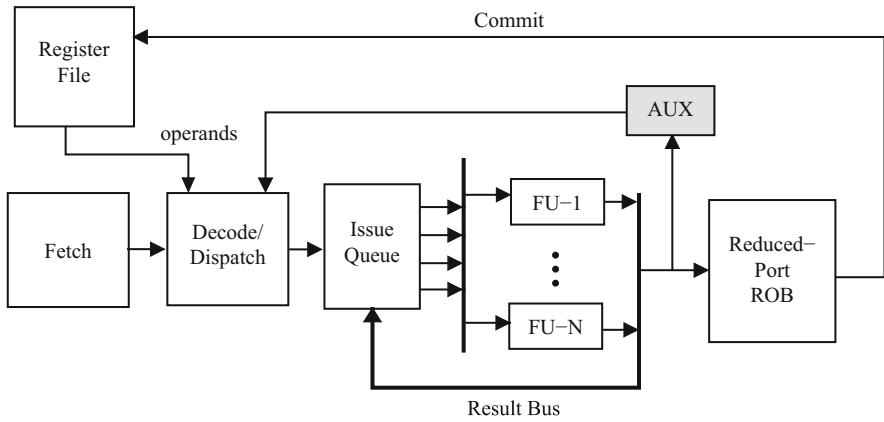 Commit
Register
File
AUX
operands
Fetch
Decode/
Dispatch
Issue
Queue
FU−1
FU−N
Reduced−
Port
ROB
Result Bus